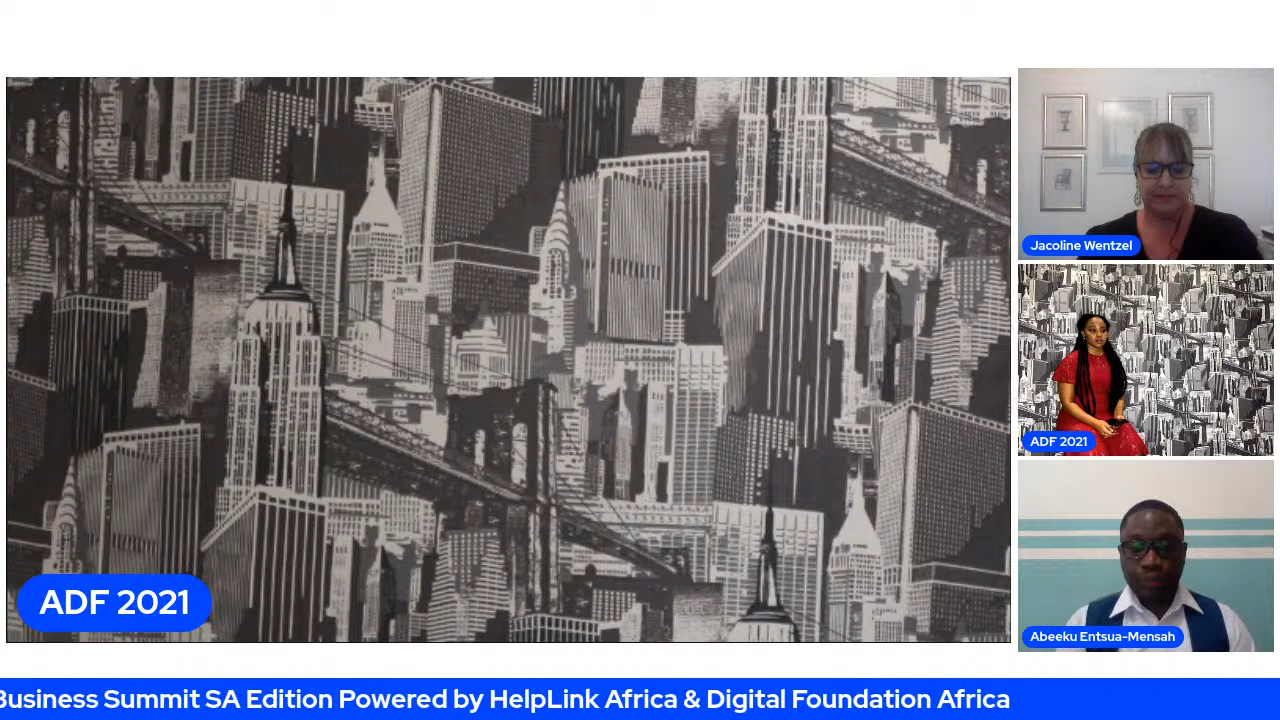 Jacoline Wentzel
ADF 2021
Abeeku Entsua-Mensah
ADF 2021
Business Summit SA Edition Powered by HelpLink Africa & Digital Foundation Africa